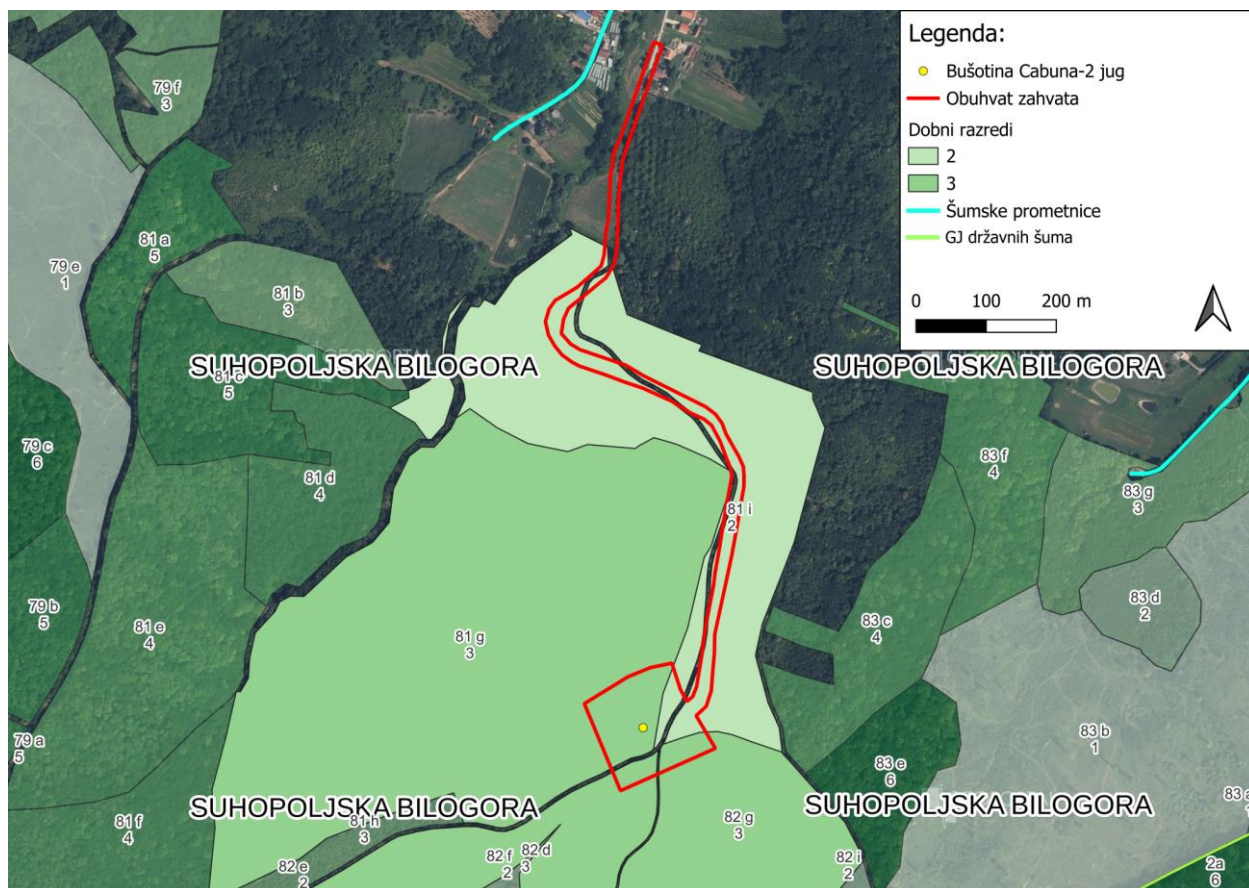 Legenda:
Bušotina Cabuna-2 jug
Obuhvat zahvata
Dobni razredi
2
3
Šumske prometnice
GJ državnih šuma
0 100 200 m
79 f
3
79 e
1
81 a
5
81 b
3
SUHOPOLJSKA BILOGORA
SUHOPOLJSKA BILOGORA
81 c
5
79 c
6
81 d
4
83 f
4
83 g
3
81 i
2
79 b
5
81 e
4
81 g
3
83 c
4
83 d
2
79 a
5
83 b
1
83 e
6
SUHOPOLJSKA BILOGORA
SUHOPOLJSKA BILOGORA
83 a
81 f
4
81 h
3
82 g
3
82 e
2
82 f
2
82 d
3
82 i
2
2a
6